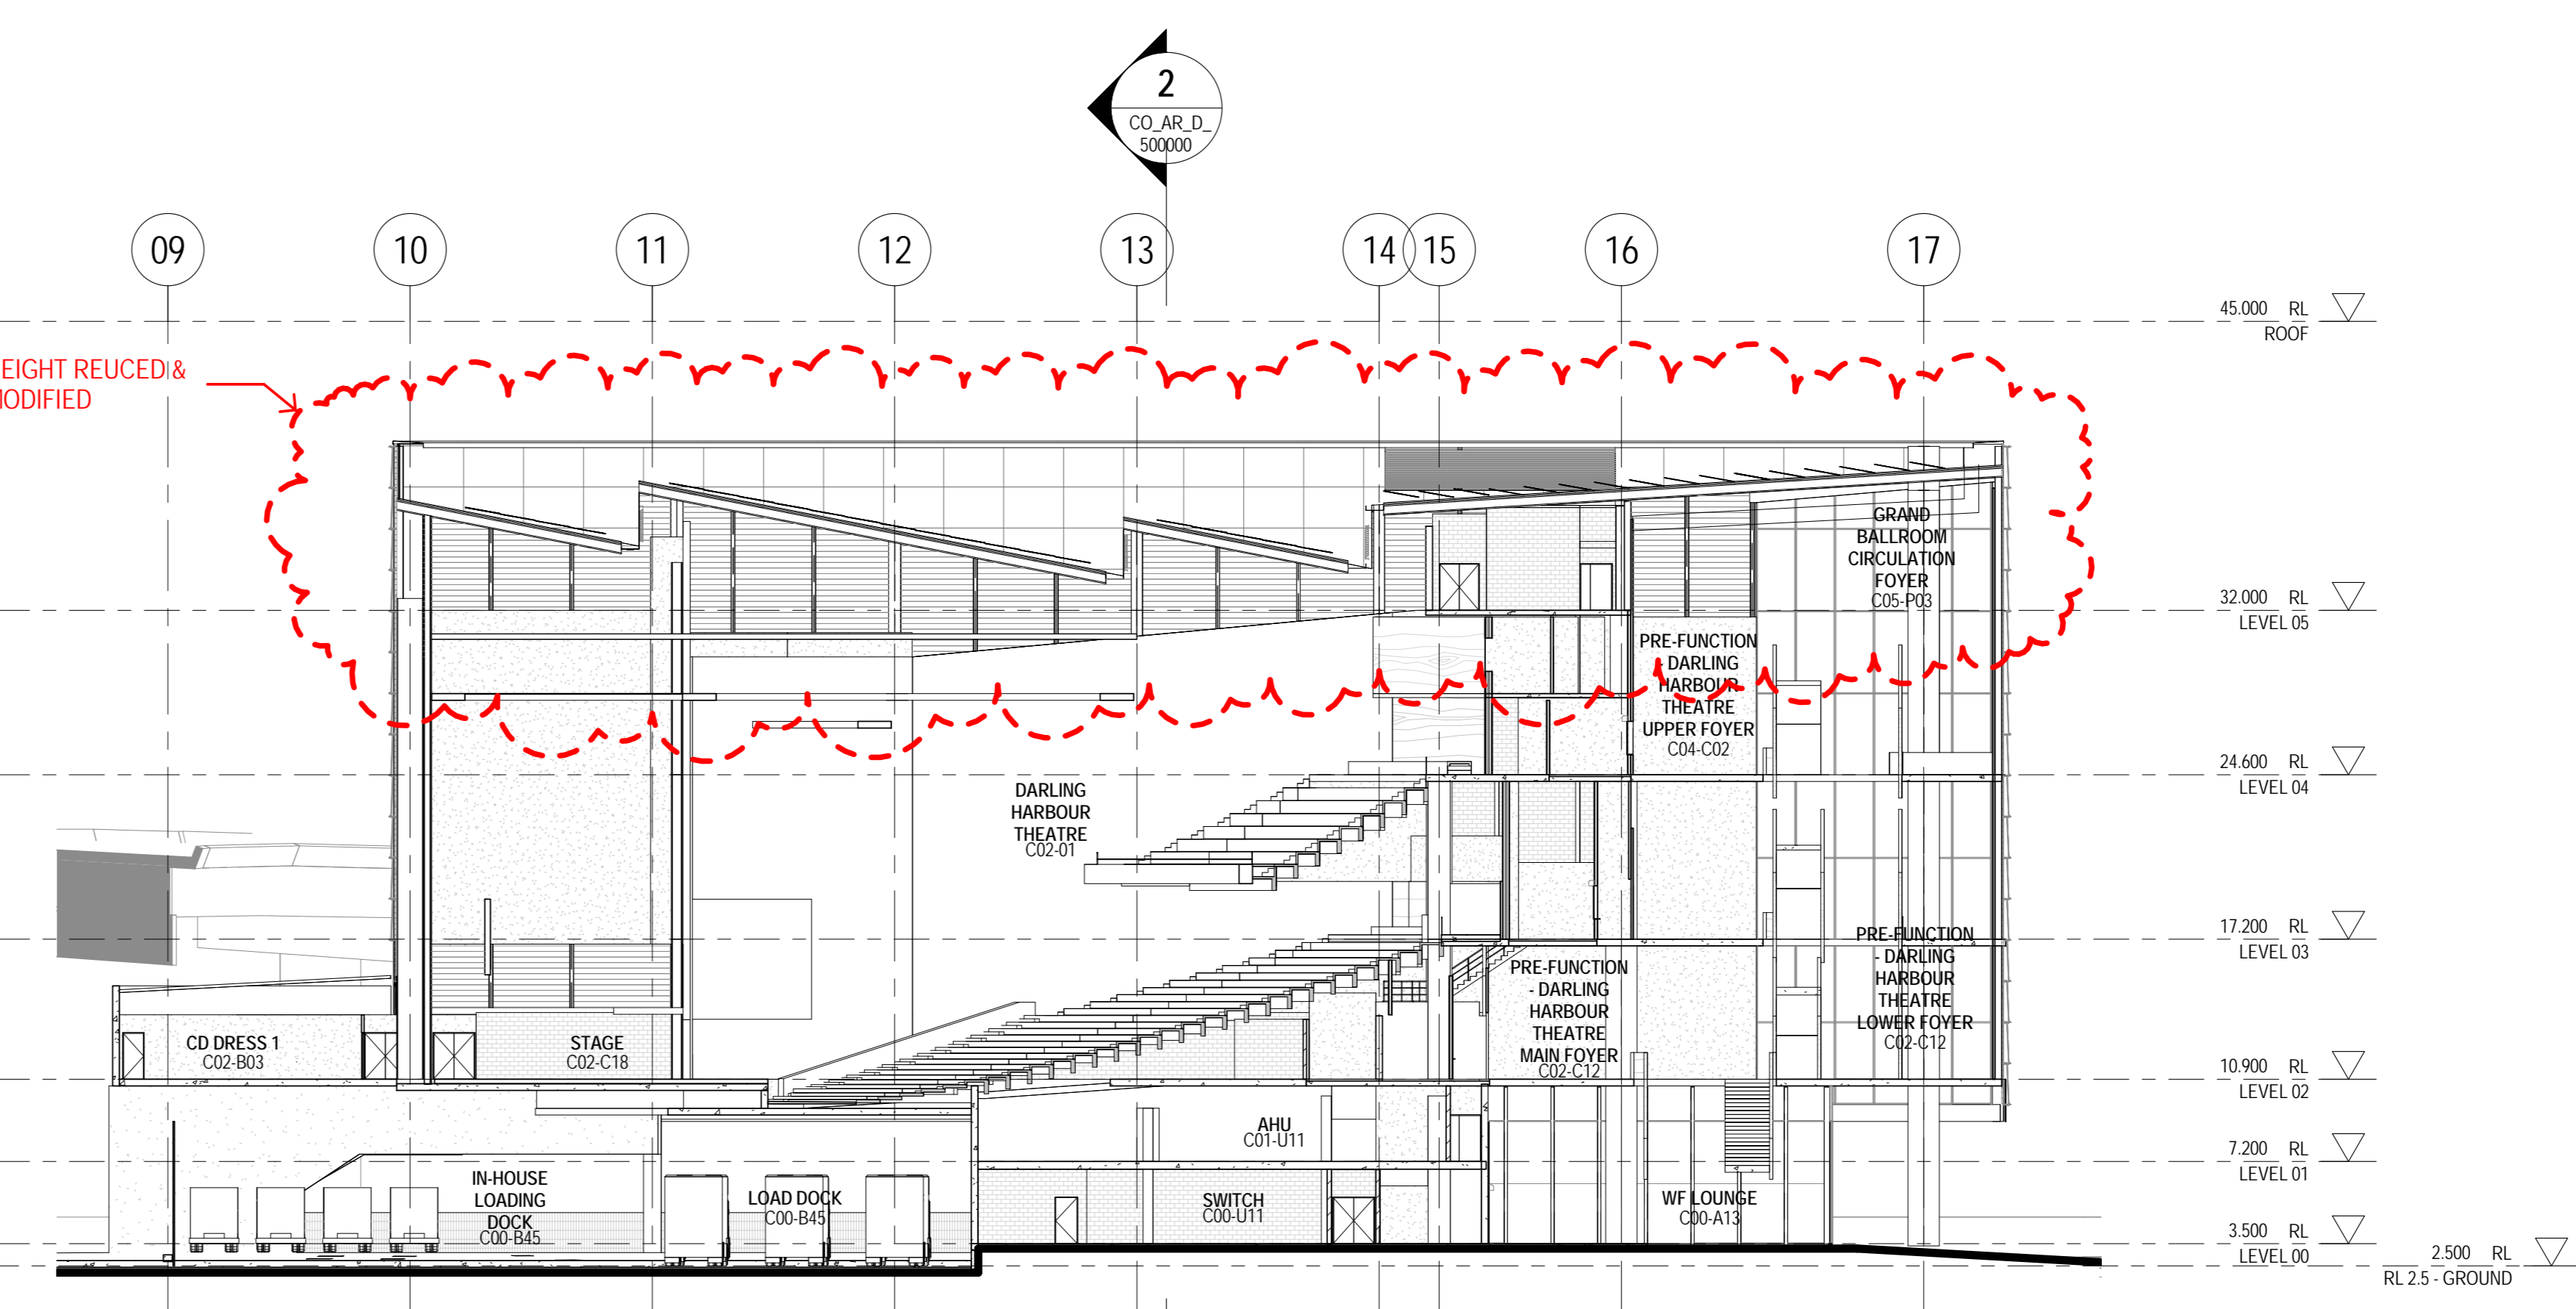 2
CO_AR_D_
500000
09
10
11
12
13
14
15
16
17
45.000 RL
ROOF
EIGHT REUCED &
MODIFIED
GRAND
BALLROOM
CIRCULATION
FOYER
C05-P03
32.000 RL
LEVEL 05
PRE-FUNCTION
- DARLING
HARBOUR
THEATRE
UPPER FOYER
C04-C02
24.600 RL
LEVEL 04
DARLING
HARBOUR
THEATRE
C02-01
17.200 RL
LEVEL 03
PRE-FUNCTION
- DARLING
HARBOUR
THEATRE
LOWER FOYER
C02-C12
PRE-FUNCTION
- DARLING
HARBOUR
THEATRE
MAIN FOYER
C02-C12
CD DRESS 1
C02-B03
STAGE
C02-C18
10.900 RL
LEVEL 02
AHU
C01-U11
7.200 RL
LEVEL 01
IN-HOUSE
LOADING
DOCK
C00-B45
LOAD DOCK
C00-B45
SWITCH
C00-U11
WF LOUNGE
C00-A13
3.500 RL
LEVEL 00
2.500 RL
RL 2.5 - GROUND